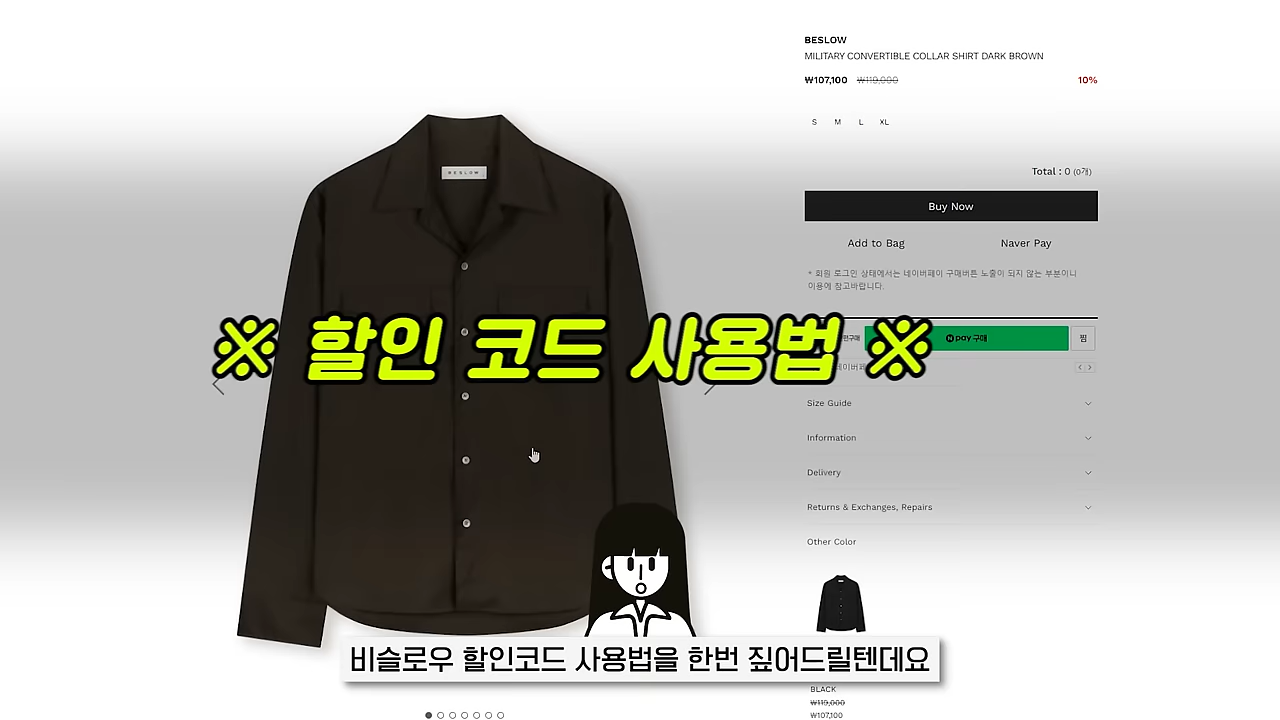 BESLOW
MILITARY CONVERTIBLE COLLAR SHIRT DARK BROWN
₩107,100 ₩119,000 10%
S M L XL
Total : 0 (0개)
Buy Now
Add to Bag Naver Pay
* 회원 로그인 상태에서는 네이버페이 구매버튼 노출이 되지 않는 부분이니
이용에 참고바랍니다.
BESLOW
※ 할인 코드 사용법 ※
N pay 구매 찜
Size Guide
Information
Delivery
Returns & Exchanges, Repairs
Other Color
비슬로우 할인코드 사용법을 한번 짚어드릴텐데요
BLACK
₩119,000
₩107,100